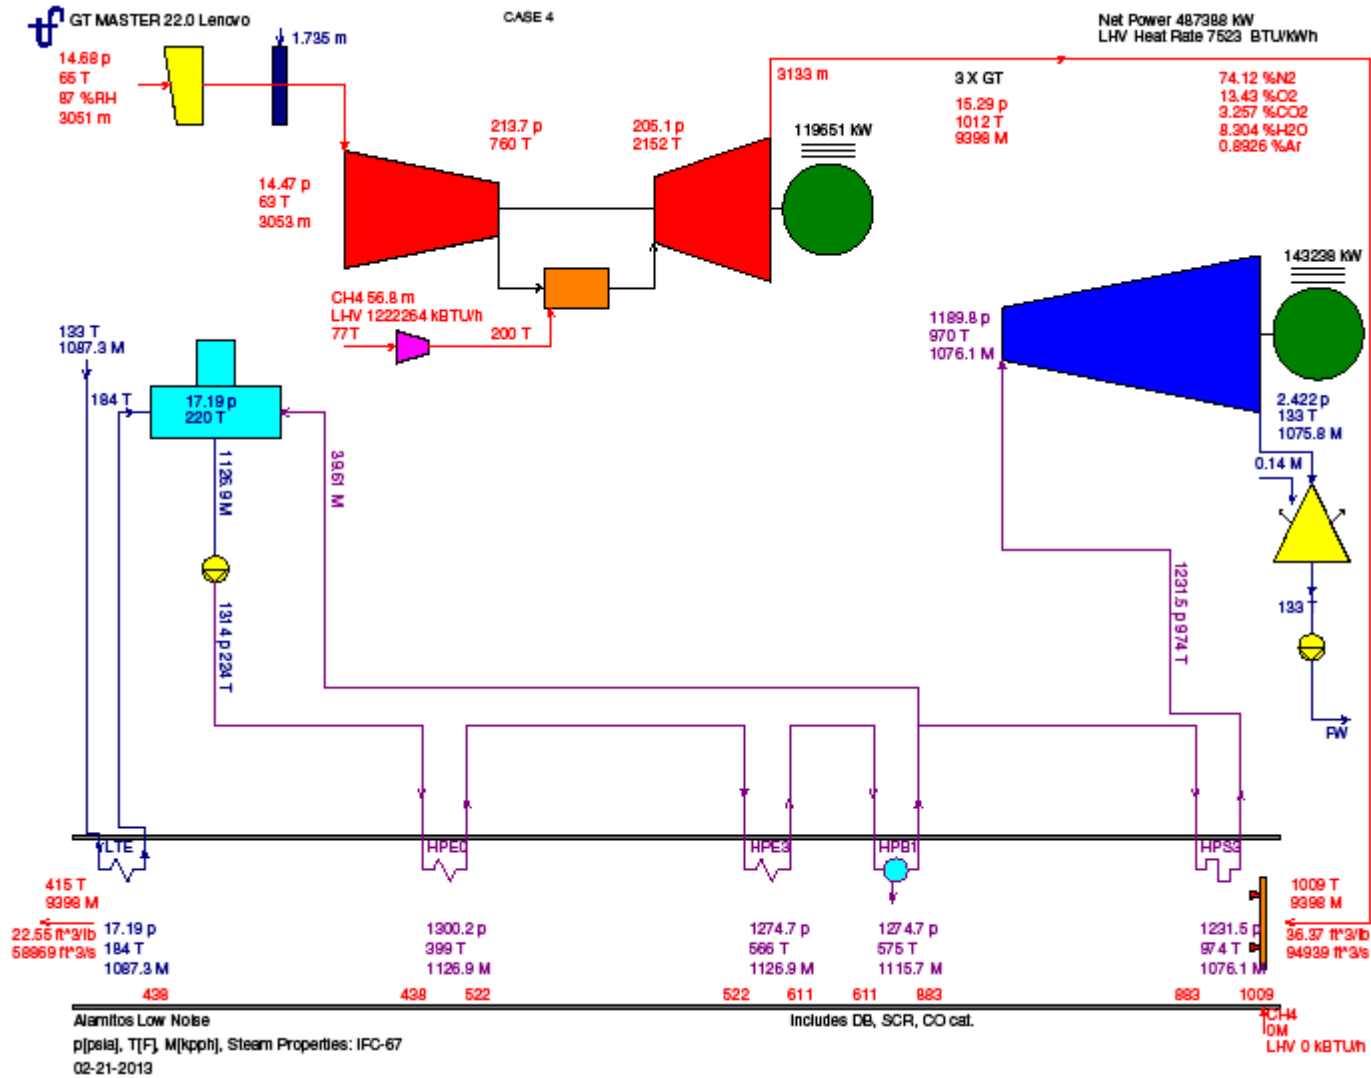 GT MASTER 22.0 Lenovo
CASE 4
Net Power 487388 kW
LHV Heat Rate 7523 BTU/kWh
1.735 m
14.68 p
65 T
87 %RH
3051 m
3133 m
3 X GT
15.29 p
1012 T
9398 M
74.12 %N2
13.43 %O2
3.257 %CO2
8.304 %H2O
0.8926 %Ar
213.7 p
760 T
205.1 p
2152 T
119651 kW
14.47 p
63 T
3053 m
143238 kW
CH4 56.8 m
LHV 1222264 kBTU/h
77T
200 T
1189.8 p
970 T
1076.1 M
133 T
1087.3 M
184 T
17.19 p
220 T
2.422 p
133 T
1075.8 M
0.14 M
1126.9 M
39.61 M
1314 p 224 T
1231.5 p 974 T
133 T
FW
LTE
HPE0
HPE3
HPB1
HPS3
415 T
9398 M
22.55 ft^3/lb
58869 ft^3/s
17.19 p
184 T
1087.3 M
1300.2 p
399 T
1126.9 M
1274.7 p
566 T
1126.9 M
1274.7 p
575 T
1115.7 M
1231.5 p
974 T
1076.1 M
1009 T
9398 M
36.37 ft^3/lb
94939 ft^3/s
438
438
522
522
611
611
883
883
1009
Alamitos Low Noise
Includes DB, SCR, CO cat.
CH4
0M
LHV 0 kBTU/h
p[psia], T[F], M[kpph], Steam Properties: IFC-67
02-21-2013